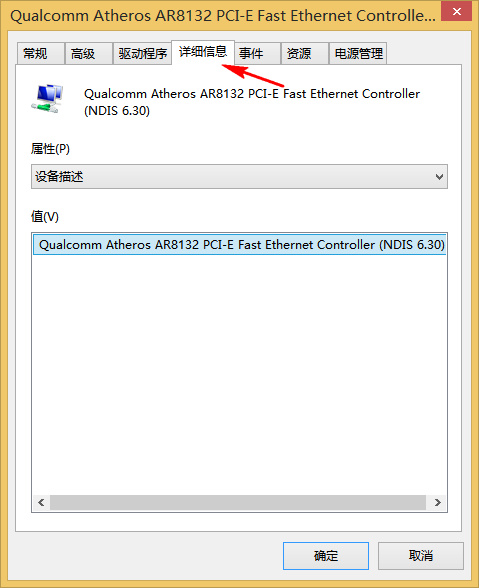 Qualcomm Atheros AR8132 PCI-E Fast Ethernet Controlle...
常规 高级 驱动程序 详细信息 事件 资源 电源管理
Qualcomm Atheros AR8132 PCI-E Fast Ethernet Controller
(NDIS 6.30)
属性(P)
设备描述
值(V)
Qualcomm Atheros AR8132 PCI-E Fast Ethernet Controller (NDIS 6.30)
确定 取消